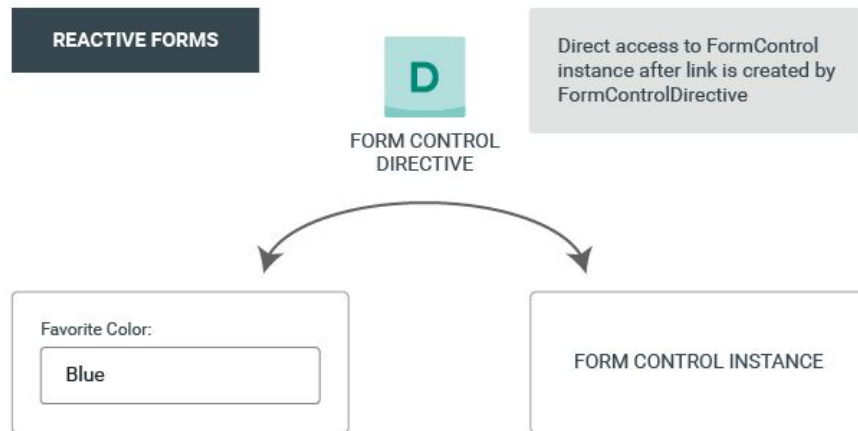 REACTIVE FORMS
D
FORM CONTROL
DIRECTIVE
Direct access to FormControl
instance after link is created by
FormControlDirective
Favorite Color:
Blue
FORM CONTROL INSTANCE